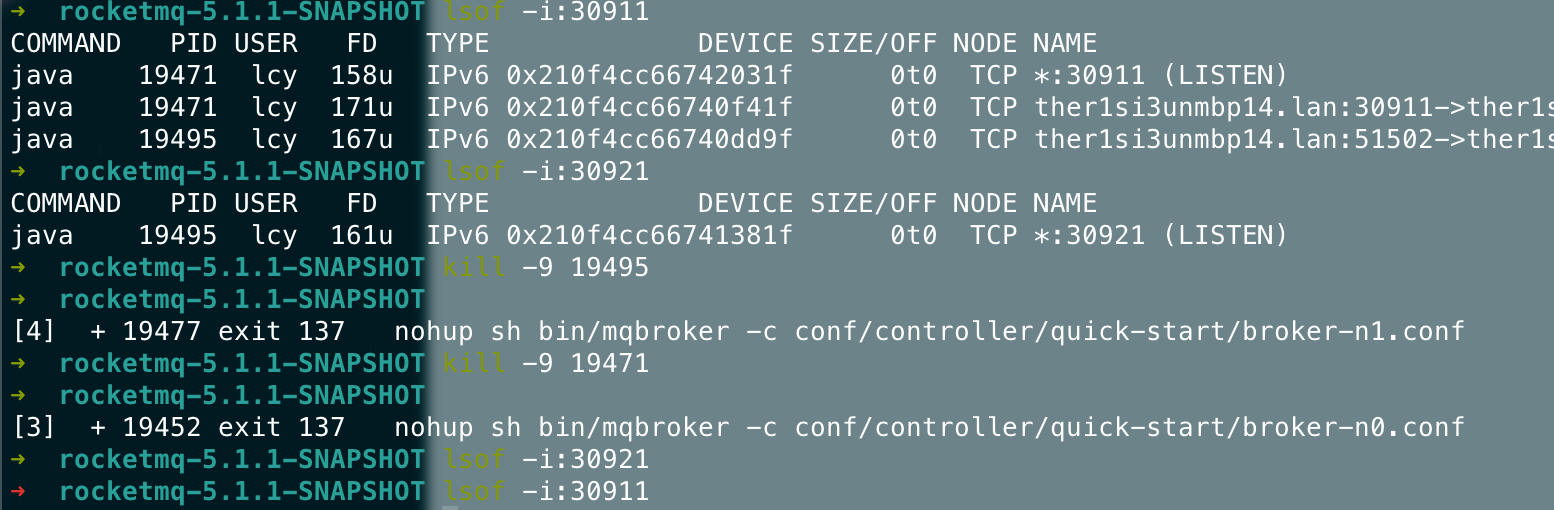 → rocketmq-5.1.1-SNAPSHOT lsof -i:30911
COMMAND   PID USER   FD   TYPE             DEVICE SIZE/OFF NODE NAME
java    19471  lcy  158u  IPv6 0x210f4cc66742031f      0t0  TCP *:30911 (LISTEN)
java    19471  lcy  171u  IPv6 0x210f4cc66740f41f      0t0  TCP ther1si3unmbp14.lan:30911->ther1s
java    19495  lcy  167u  IPv6 0x210f4cc66740dd9f      0t0  TCP ther1si3unmbp14.lan:51502->ther1s
→ rocketmq-5.1.1-SNAPSHOT lsof -i:30921
COMMAND   PID USER   FD   TYPE             DEVICE SIZE/OFF NODE NAME
java    19495  lcy  161u  IPv6 0x210f4cc66741381f      0t0  TCP *:30921 (LISTEN)
→ rocketmq-5.1.1-SNAPSHOT kill -9 19495
→ rocketmq-5.1.1-SNAPSHOT
[4]  + 19477 exit 137   nohup sh bin/mqbroker -c conf/controller/quick-start/broker-n1.conf
→ rocketmq-5.1.1-SNAPSHOT kill -9 19471
→ rocketmq-5.1.1-SNAPSHOT
[3]  + 19452 exit 137   nohup sh bin/mqbroker -c conf/controller/quick-start/broker-n0.conf
→ rocketmq-5.1.1-SNAPSHOT lsof -i:30921
→ rocketmq-5.1.1-SNAPSHOT lsof -i:30911